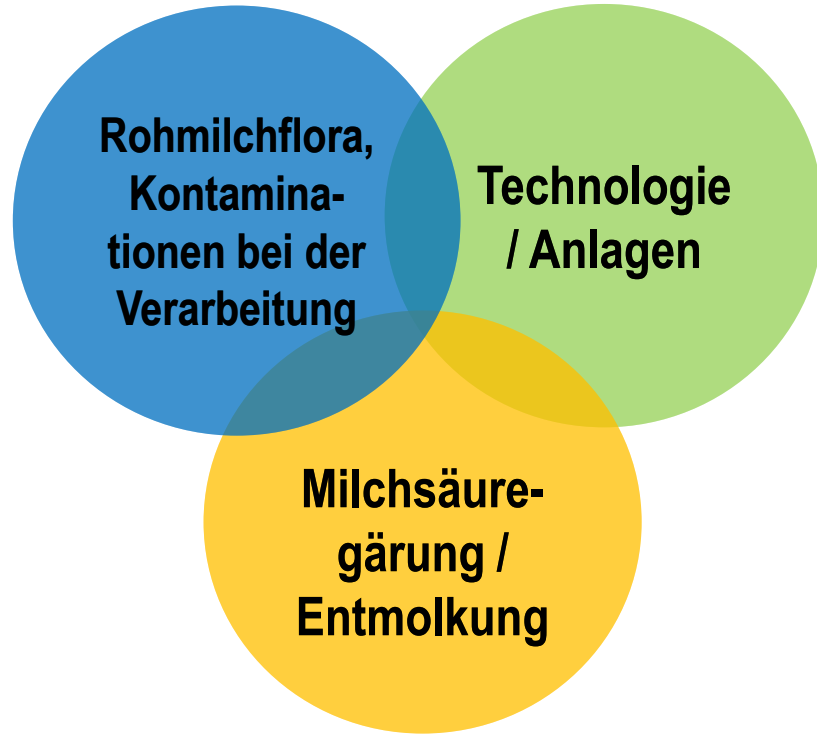 Rohmilchflora,
Kontamina-
tionen bei der
Verarbeitung
Technologie
/ Anlagen
Milchsäure-
gärung /
Entmolkung